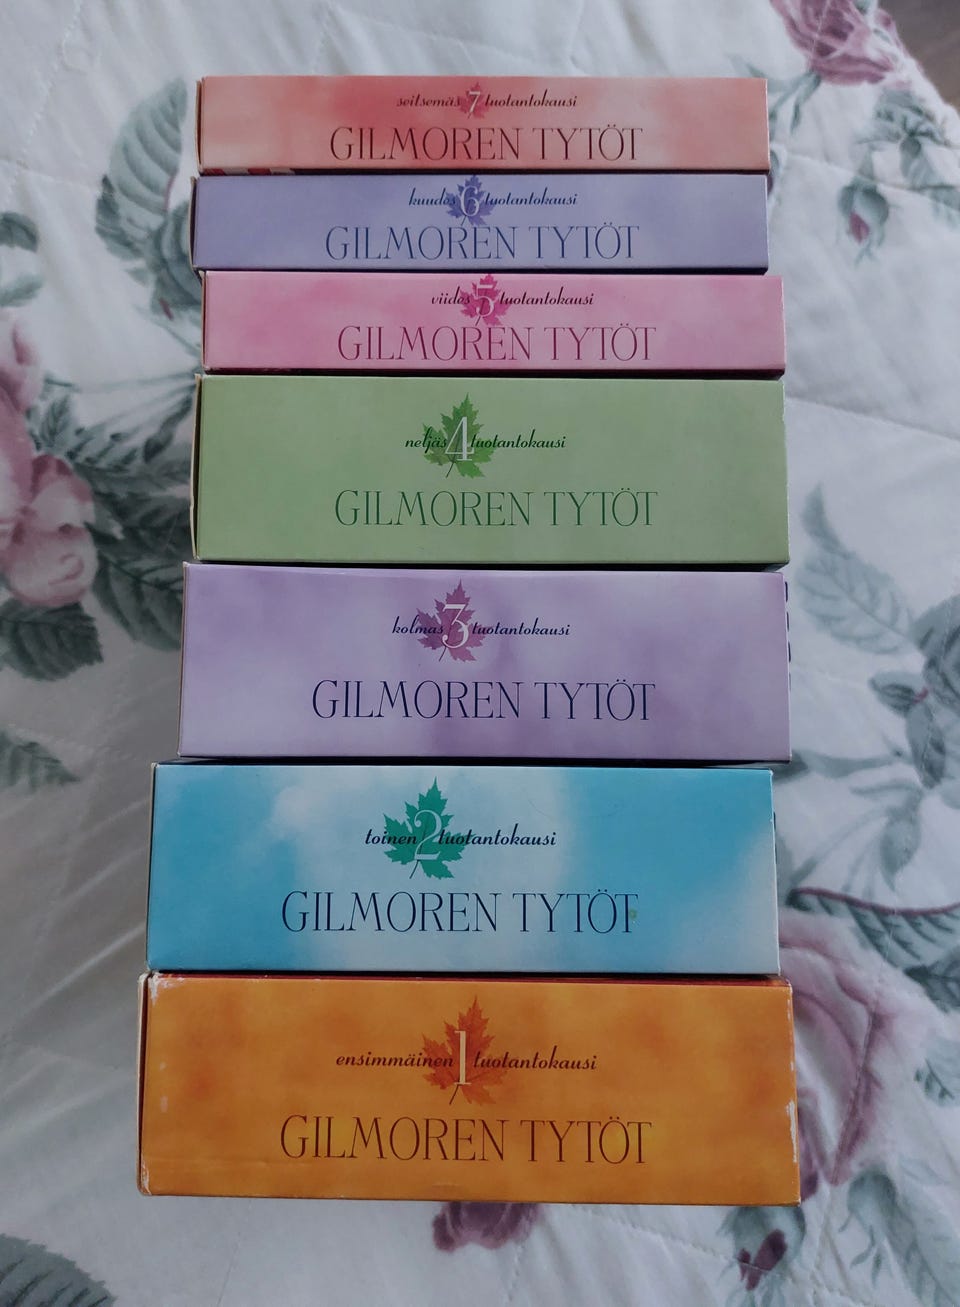 seitsemäs 7 tuotantokausi
GILMOREN TYTÖT
kuudes 6 tuotantokausi
GILMOREN TYTÖT
viides 5 tuotantokausi
GILMOREN TYTÖT
neljäs 4 tuotantokausi
GILMOREN TYTÖT
kolmas 3 tuotantokausi
GILMOREN TYTÖT
toinen 2 tuotantokausi
GILMOREN TYTÖT
ensimmäinen 1 tuotantokausi
GILMOREN TYTÖT